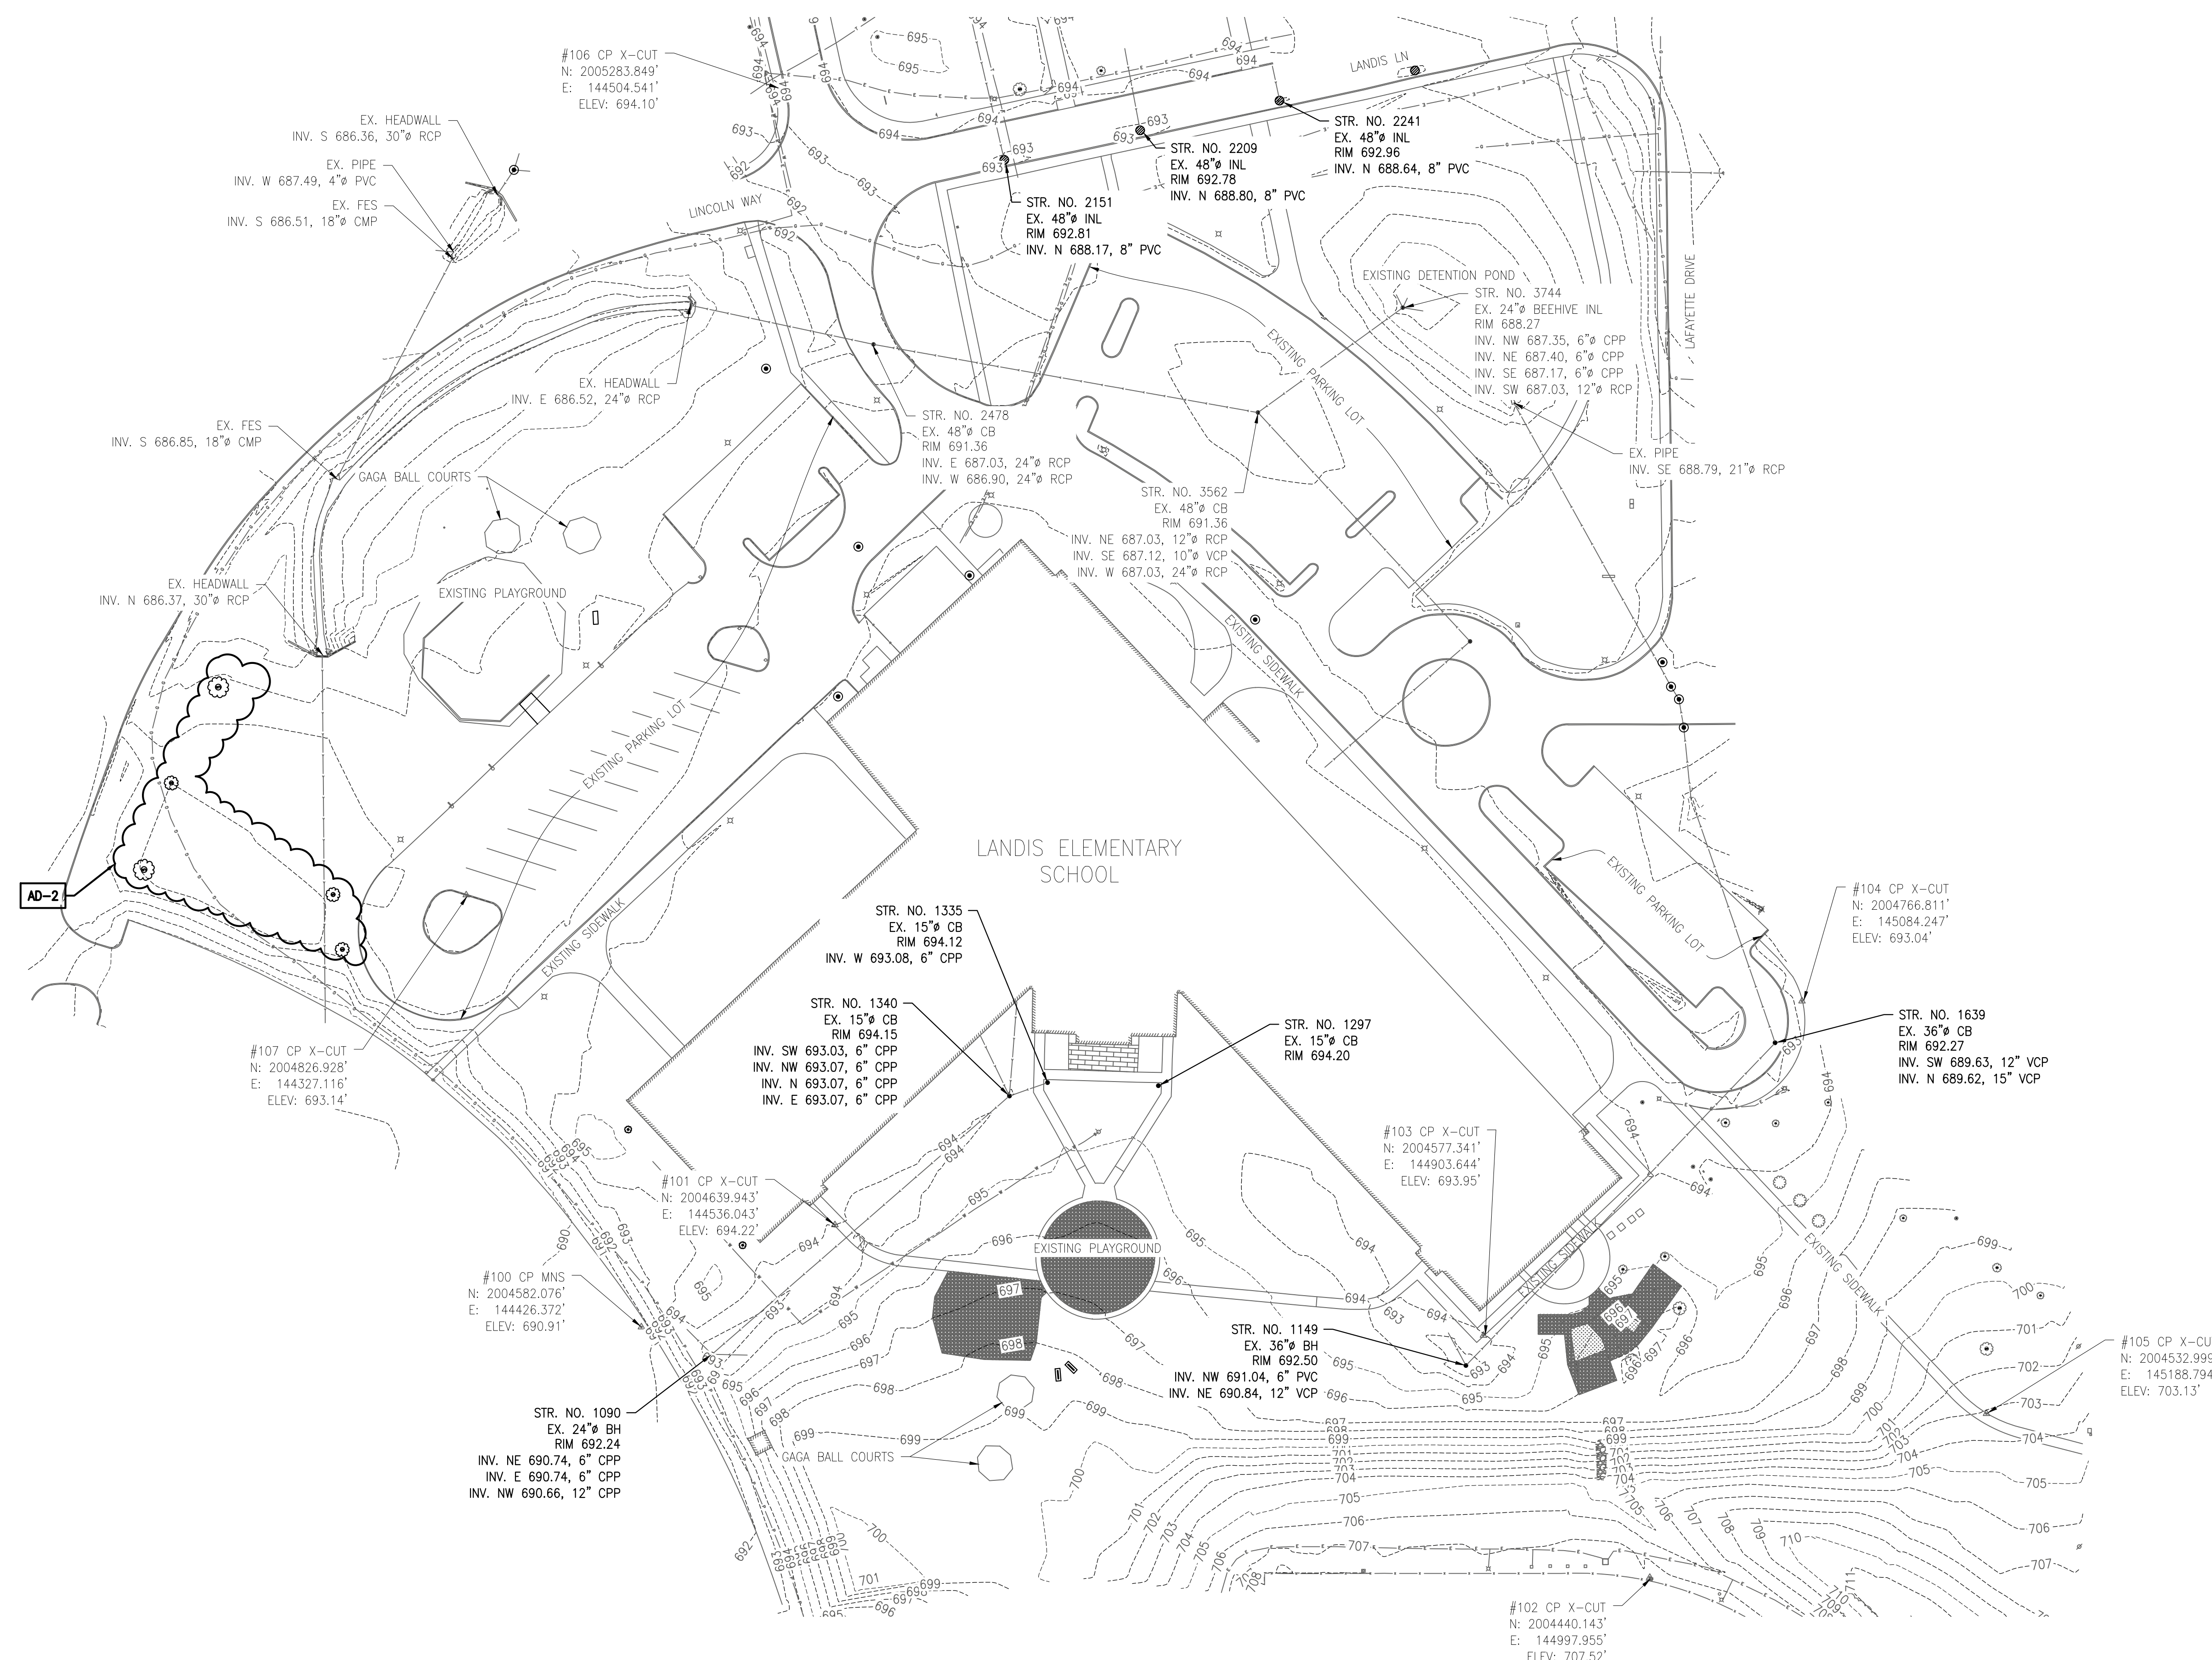 #106 CP X-CUT
N: 2005283.849'
E: 144504.541'
ELEV: 694.10'
EX. HEADWALL
INV. S 686.36, 30"ø RCP
EX. PIPE
INV. W 687.49, 4"ø PVC
EX. FES
INV. S 686.51, 18"ø CMP
LINCOLN WAY
LANDIS LN
LAFAYETTE DRIVE
STR. NO. 2241
EX. 48"ø INL
RIM 692.96
INV. N 688.64, 8" PVC
STR. NO. 2209
EX. 48"ø INL
RIM 692.78
INV. N 688.80, 8" PVC
STR. NO. 2151
EX. 48"ø INL
RIM 692.81
INV. N 688.17, 8" PVC
EXISTING DETENTION POND
STR. NO. 3744
EX. 24"ø BEEHIVE INL
RIM 688.27
INV. NW 687.35, 6"ø CPP
INV. NE 687.40, 6"ø CPP
INV. SE 687.17, 6"ø CPP
INV. SW 687.03, 12"ø RCP
EXISTING PARKING LOT
EX. HEADWALL
INV. E 686.52, 24"ø RCP
STR. NO. 2478
EX. 48"ø CB
RIM 691.36
INV. E 687.03, 24"ø RCP
INV. W 686.90, 24"ø RCP
EX. PIPE
INV. SE 688.79, 21"ø RCP
EX. FES
INV. S 686.85, 18"ø CMP
GAGA BALL COURTS
STR. NO. 3562
EX. 48"ø CB
RIM 691.36
INV. NE 687.03, 12"ø RCP
INV. SE 687.12, 10"ø VCP
INV. W 687.03, 24"ø RCP
EX. HEADWALL
INV. N 686.37, 30"ø RCP
EXISTING PLAYGROUND
EXISTING SIDEWALK
EXISTING PARKING LOT
LANDIS ELEMENTARY
SCHOOL
EXISTING PARKING LOT
AD-2
#104 CP X-CUT
N: 2004766.811'
E: 145084.247'
ELEV: 693.04'
EXISTING SIDEWALK
STR. NO. 1335
EX. 15"ø CB
RIM 694.12
INV. W 693.08, 6" CPP
STR. NO. 1340
EX. 15"ø CB
RIM 694.15
INV. SW 693.03, 6" CPP
INV. NW 693.07, 6" CPP
INV. N 693.07, 6" CPP
INV. E 693.07, 6" CPP
STR. NO. 1297
EX. 15"ø CB
RIM 694.20
STR. NO. 1639
EX. 36"ø CB
RIM 692.27
INV. SW 689.63, 12" VCP
INV. N 689.62, 15" VCP
#107 CP X-CUT
N: 2004826.928'
E: 144327.116'
ELEV: 693.14'
#103 CP X-CUT
N: 2004577.341'
E: 144903.644'
ELEV: 693.95'
#101 CP X-CUT
N: 2004639.943'
E: 144536.043'
ELEV: 694.22'
EXISTING PLAYGROUND
EXISTING SIDEWALK
EXISTING SIDEWALK
#100 CP MNS
N: 2004582.076'
E: 144426.372'
ELEV: 690.91'
STR. NO. 1149
EX. 36"ø BH
RIM 692.50
INV. NW 691.04, 6" PVC
INV. NE 690.84, 12" VCP
#105 CP X-CU
N: 2004532.999
E: 145188.794
ELEV: 703.13'
STR. NO. 1090
EX. 24"ø BH
RIM 692.24
INV. NE 690.74, 6" CPP
INV. E 690.74, 6" CPP
INV. NW 690.66, 12" CPP
GAGA BALL COURTS
#102 CP X-CUT
N: 2004440.143'
E: 144997.955'
ELEV: 707.52'